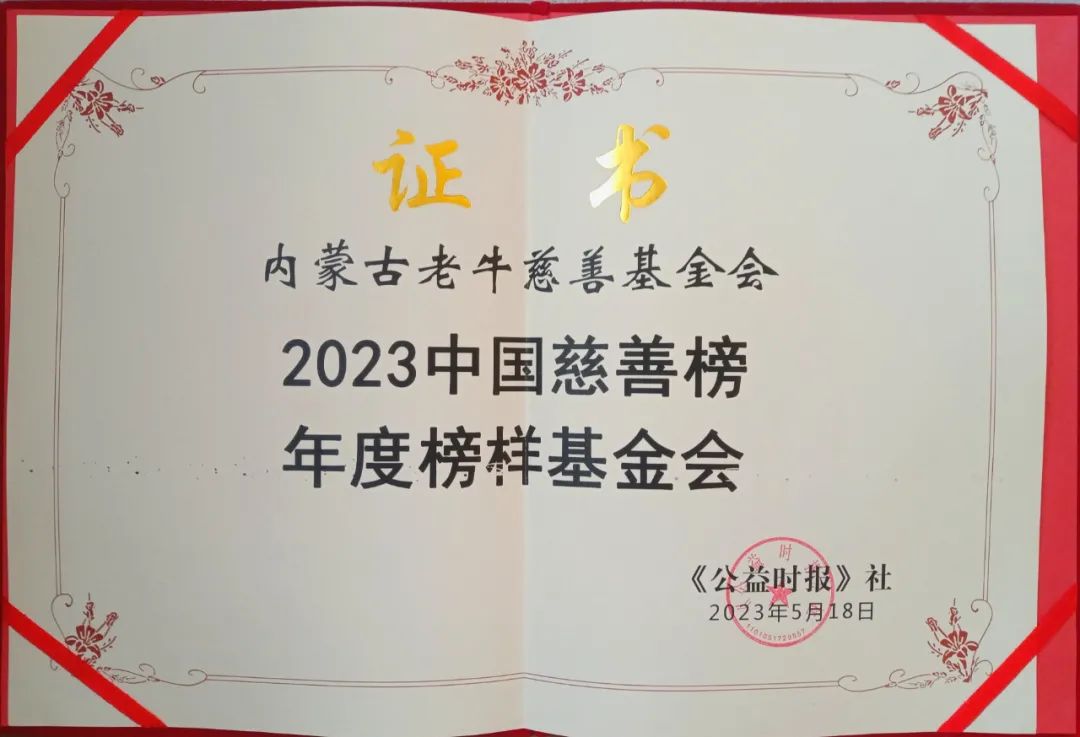 证 书
内蒙古老牛慈善基金会
2023中国慈善榜
年度榜样基金会
《公益时报》社
2023年5月18日